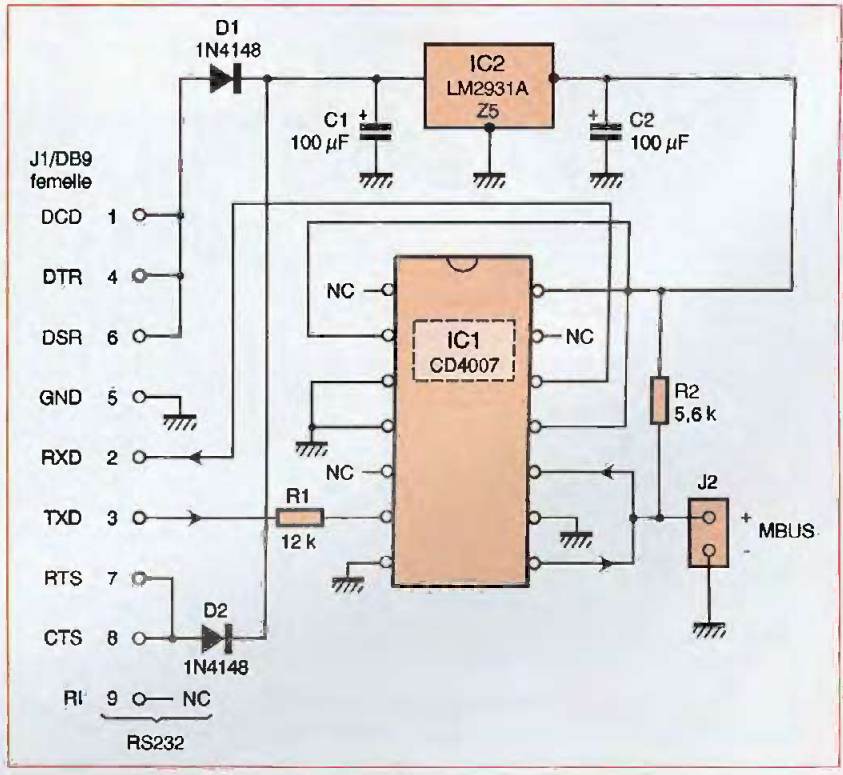 D1
1N4148
IC2
LM2931A
Z5
C1 +
100 µF
+ C2
100 µF
J1/DB9
femelle
DCD 1
DTR 4
DSR 6
GND 5
RXD 2
TXD 3
RTS 7
CTS 8
RI 9 NC
RS232
NC
IC1
CD4007
NC
NC
R1
12 k
R2
5,6 k
J2
+
-
MBUS
D2
1N4148